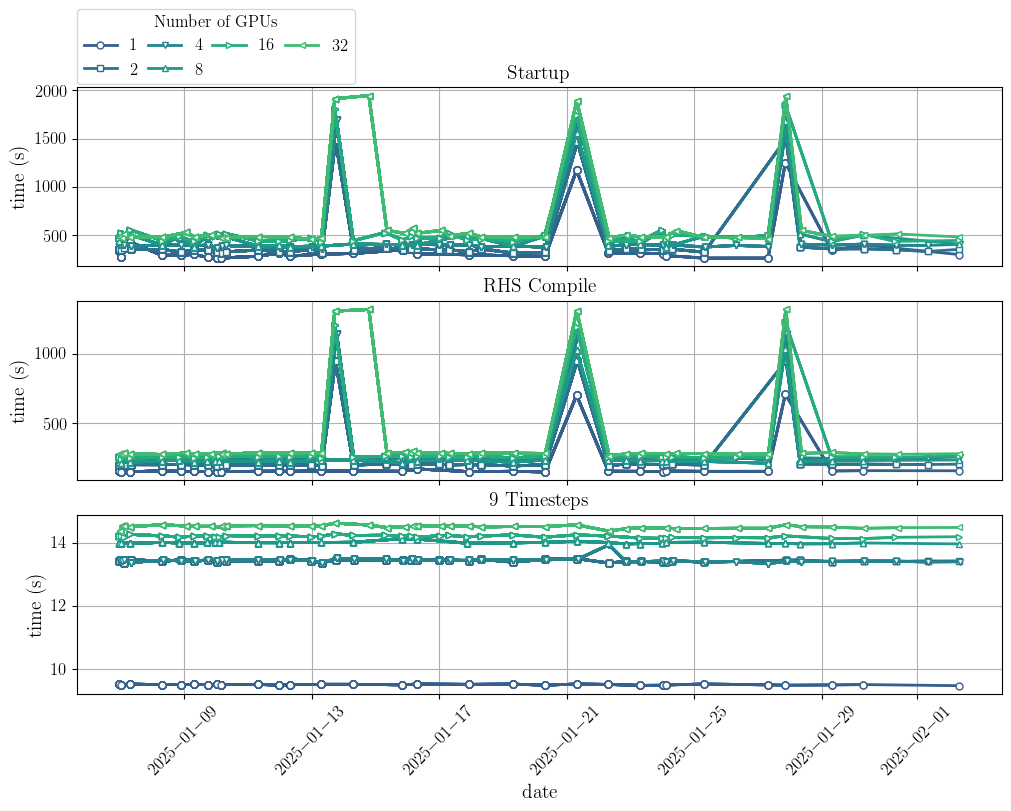 Number of GPUs
1 4 16 32
2 8
Startup
2000
1500
1000
500
time (s)
RHS Compile
1000
500
time (s)
9 Timesteps
14
12
10
time (s)
2025−01−09 2025−01−13 2025−01−17 2025−01−21 2025−01−25 2025−01−29 2025−02−01
date